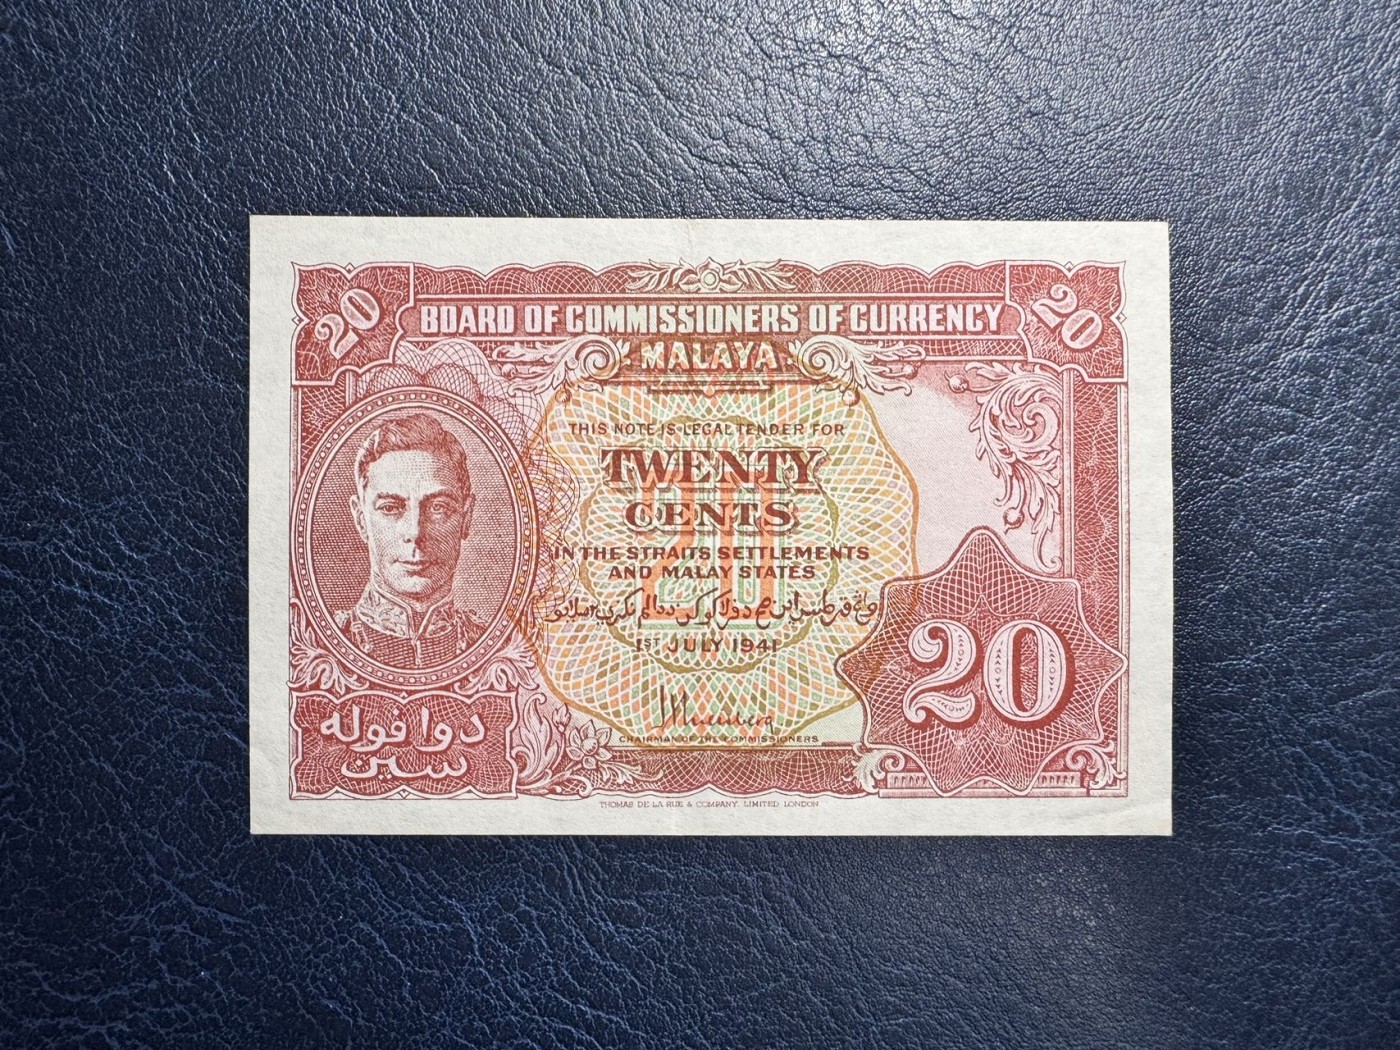 20
20
BOARD OF COMMISSIONERS OF CURRENCY
MALAYA
THIS NOTE IS LEGAL TENDER FOR
TWENTY
CENTS
20
IN THE STRAITS SETTLEMENTS
AND MALAY STATES
1ST JULY 1941
CHAIRMAN OF THE COMMISSIONERS
دوا ڤوله
سين
20
THOMAS DE LA RUE & COMPANY, LIMITED LONDON